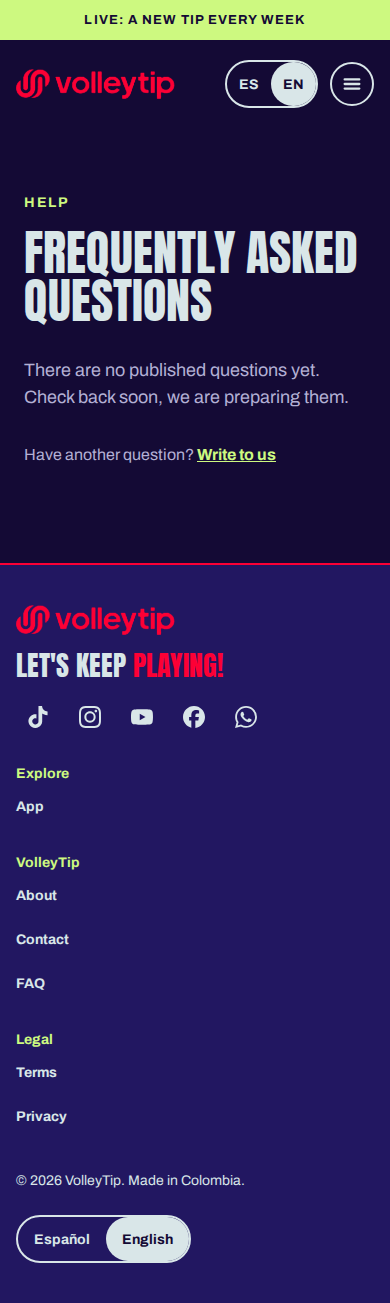 LIVE: A NEW TIP EVERY WEEK
volleytip
ES EN
HELP
FREQUENTLY ASKED
QUESTIONS
There are no published questions yet.
Check back soon, we are preparing them.
Have another question? Write to us
volleytip
LET'S KEEP PLAYING!
Explore
App
VolleyTip
About
Contact
FAQ
Legal
Terms
Privacy
© 2026 VolleyTip. Made in Colombia.
Español English